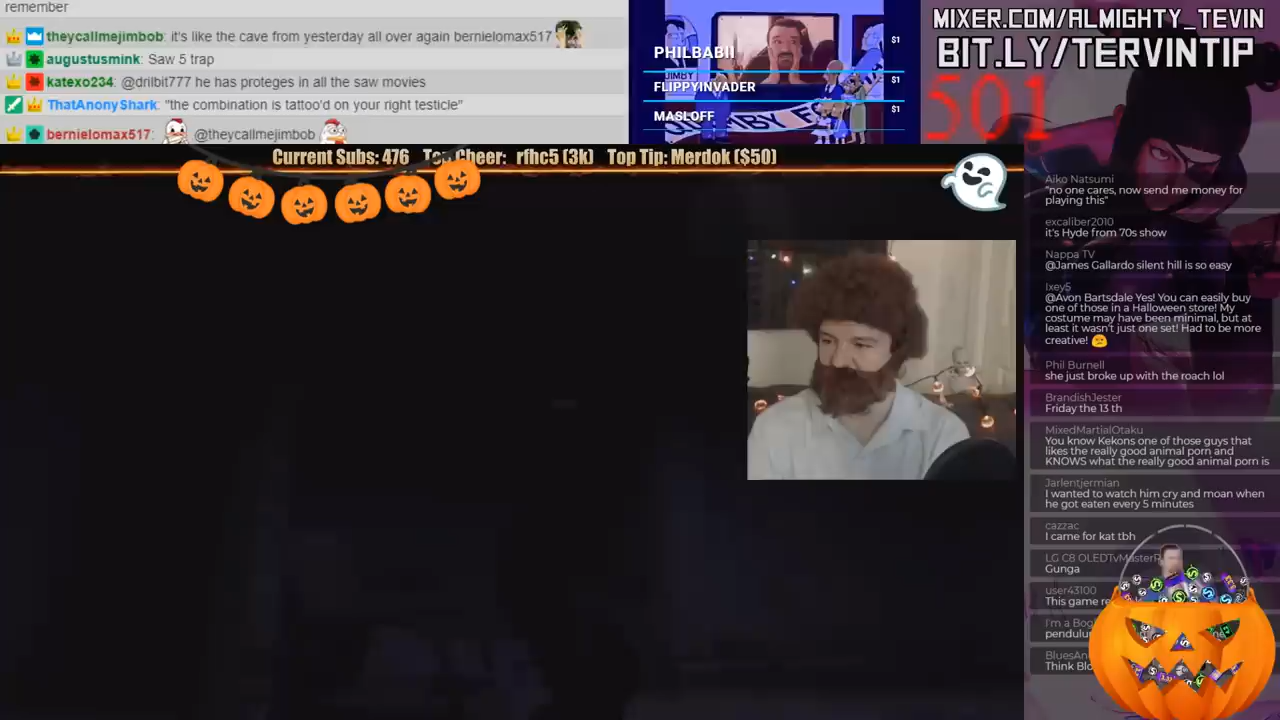 remember
theycallmejimbob: it's like the cave from yesterday all over again bernielomax517
augustusmink: Saw 5 trap
katexo234: @dribit777 he has proteges in all the saw movies
ThatAnonyShark: "the combination is tattoo'd on your right testicle"
bernielomax517: @theycallmejimbob
PHILBABII $1
FLIPPYINVADER $1
MASLOFF $1
MIXER.COM/ALMIGHTY_TEVIN
BIT.LY/TERVINTIP
501
Current Subs: 476 Top Cheer: rfhc5 (3k) Top Tip: Merdok ($50)
Aiko Natsumi
"no one cares, now send me money for
playing this"
excaliber2010
it's Hyde from 70s show
Nappa TV
@James Gallardo silent hill is so easy
Ixey5
@Avon Bartsdale Yes! You can easily buy
one of those in a Halloween store! My
costume may have been minimal, but at
least it wasn't just one set! Had to be more
creative!
Phil Burnell
she just broke up with the roach lol
BrandishJester
Friday the 13 th
MixedMartialOtaku
You know Kekons one of those guys that
likes the really good animal porn and
KNOWS what the really good animal porn is
Jarlentjermian
I wanted to watch him cry and moan when
he got eaten every 5 minutes
cazzac
I came for kat tbh
LG C8 OLEDTvMasterR
Gunga
user43100
This game re
I'm a Bog
pendulu
BluesAn
Think Blo